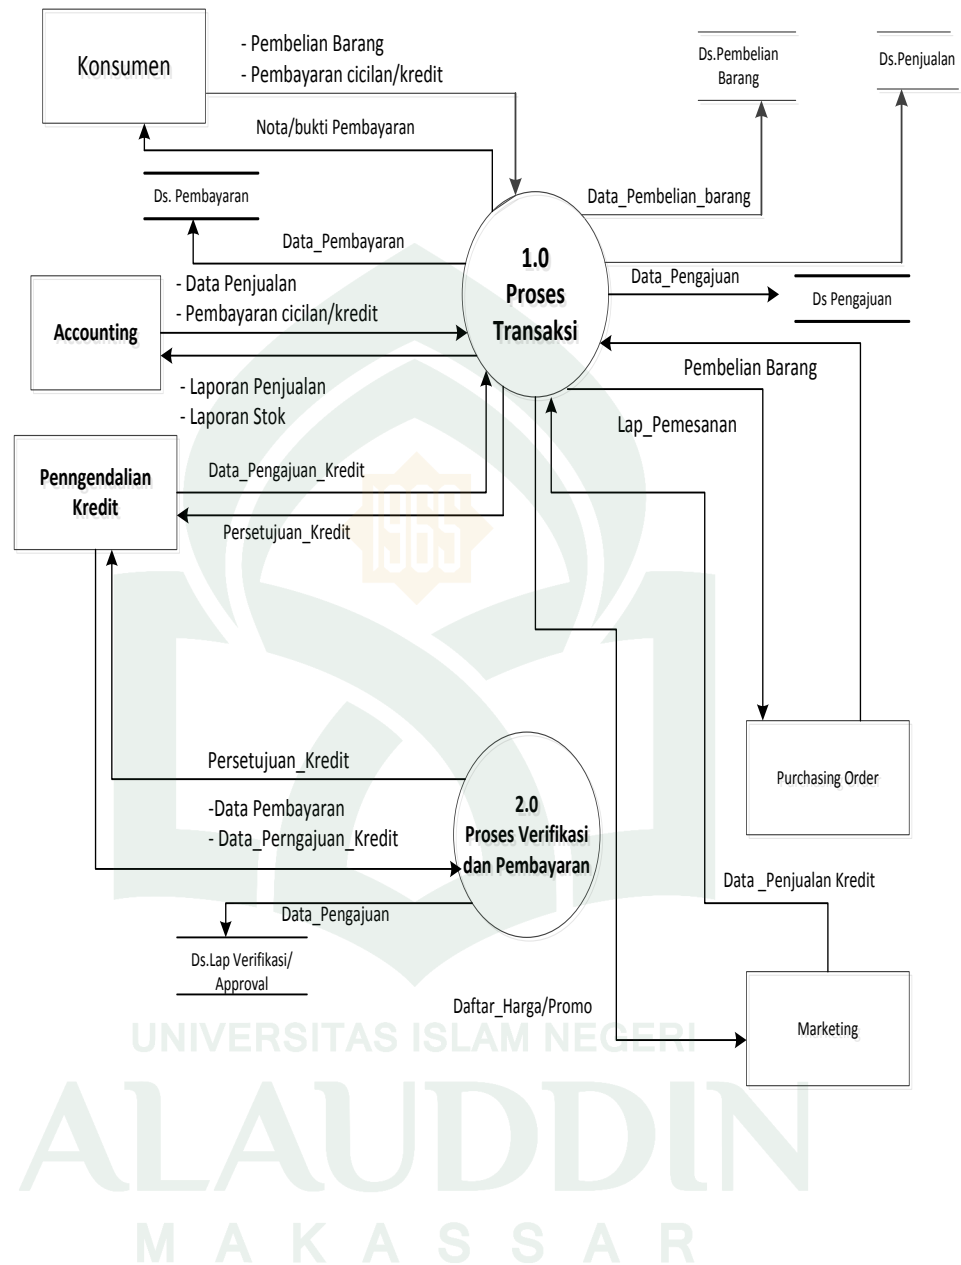 Konsumen
- Pembelian Barang
- Pembayaran cicilan/kredit
Nota/bukti Pembayaran
Ds.Pembelian
Barang
Ds.Penjualan
Ds. Pembayaran
Data_Pembayaran
Data_Pembelian_barang
1.0
Proses
Transaksi
Data_Pengajuan
Ds Pengajuan
Accounting
- Data Penjualan
- Pembayaran cicilan/kredit
- Laporan Penjualan
- Laporan Stok
Pembelian Barang
Lap_Pemesanan
Penngendalian
Kredit
Data_Pengajuan_Kredit
Persetujuan_Kredit
1965
Persetujuan_Kredit
-Data Pembayaran
- Data_Perngajuan_Kredit
2.0
Proses Verifikasi
dan Pembayaran
Purchasing Order
Data_Pengajuan
Ds.Lap Verifikasi/
Approval
Data _Penjualan Kredit
Daftar_Harga/Promo
Marketing
UNIVERSITAS ISLAM NEGERI
ALAUDDIN
MAKASSAR